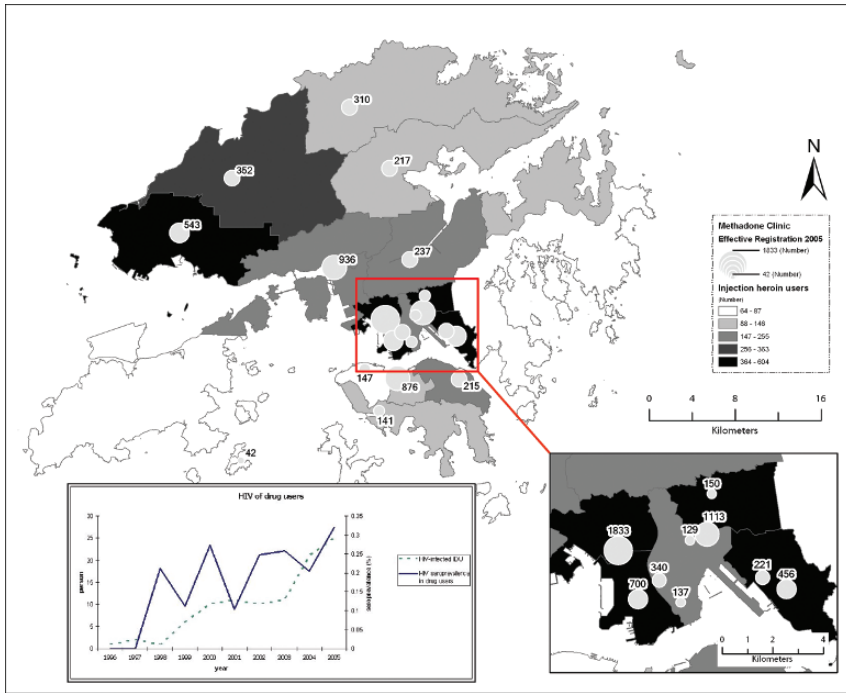 310
N
352
217
543
936
237
Methadone Clinic
Effective Registration 2005
1833 (Number)
42 (Number)
Injection heroin users
(Number)
64 - 87
88 - 146
147 - 255
256 - 363
364 - 604
147
876
215
141
42
0 4 8 16
Kilometers
HIV of drug users
person
30
25
20
15
10
5
0
1996 1997 1998 1999 2000 2001 2002 2003 2004 2005
year
0.35
0.3
0.25
0.2
0.15
0.1
0.05
0
seroprevalence (%)
HIV-infected IDU
HIV seroprevalence
in drug users
150
1113
129
1833
340
221
456
700
137
0 2 4
Kilometers